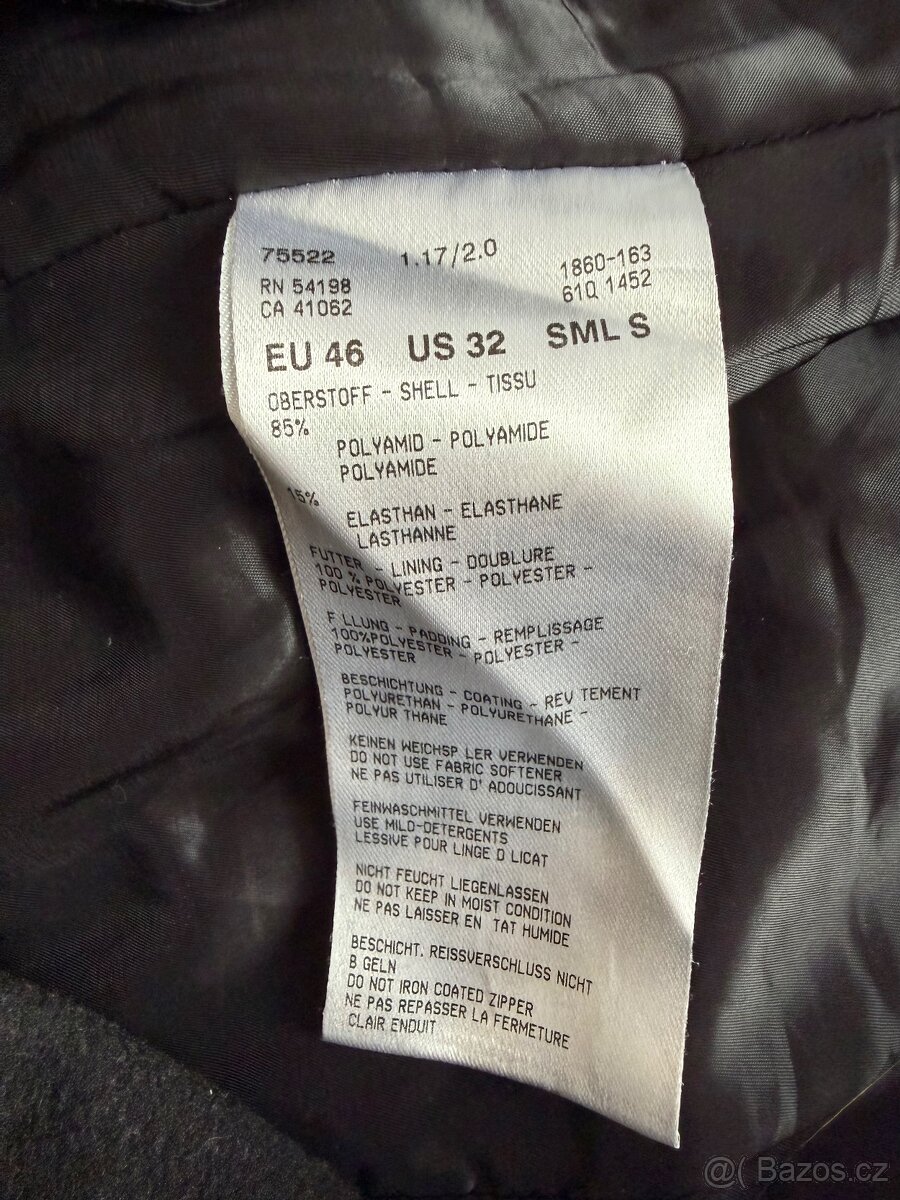 75522 1.17/2.0 1860-163
RN 54198 61Q 1452
CA 41062
EU 46 US 32 SML S
OBERSTOFF - SHELL - TISSU
85%
POLYAMID - POLYAMIDE
POLYAMIDE
15%
ELASTHAN - ELASTHANE
LASTHANNE
FUTTER - LINING - DOUBLURE
100 % POLYESTER - POLYESTER -
POLYESTER
F LLUNG - PADDING - REMPLISSAGE
100%POLYESTER - POLYESTER -
POLYESTER
BESCHICHTUNG - COATING - REV TEMENT
POLYURETHAN - POLYURETHANE -
POLYUR THANE
KEINEN WEICHSP LER VERWENDEN
DO NOT USE FABRIC SOFTENER
NE PAS UTILISER D' ADOUCISSANT
FEINWASCHMITTEL VERWENDEN
USE MILD-DETERGENTS
LESSIVE POUR LINGE D LICAT
NICHT FEUCHT LIEGENLASSEN
DO NOT KEEP IN MOIST CONDITION
NE PAS LAISSER EN TAT HUMIDE
BESCHICHT. REISSVERSCHLUSS NICHT
B GELN
DO NOT IRON COATED ZIPPER
NE PAS REPASSER LA FERMETURE
CLAIR ENDUIT
@( Bazos.cz